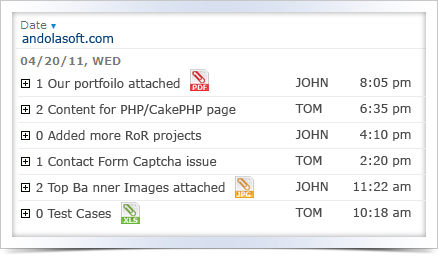 Date
andolasoft.com
04/20/11, WED
1 Our portfoilo attached PDF JOHN 8:05 pm
2 Content for PHP/CakePHP page TOM 6:35 pm
0 Added more RoR projects JOHN 4:10 pm
1 Contact Form Captcha issue TOM 2:20 pm
2 Top Ba nner Images attached JPG JOHN 11:22 am
0 Test Cases XLS TOM 10:18 am